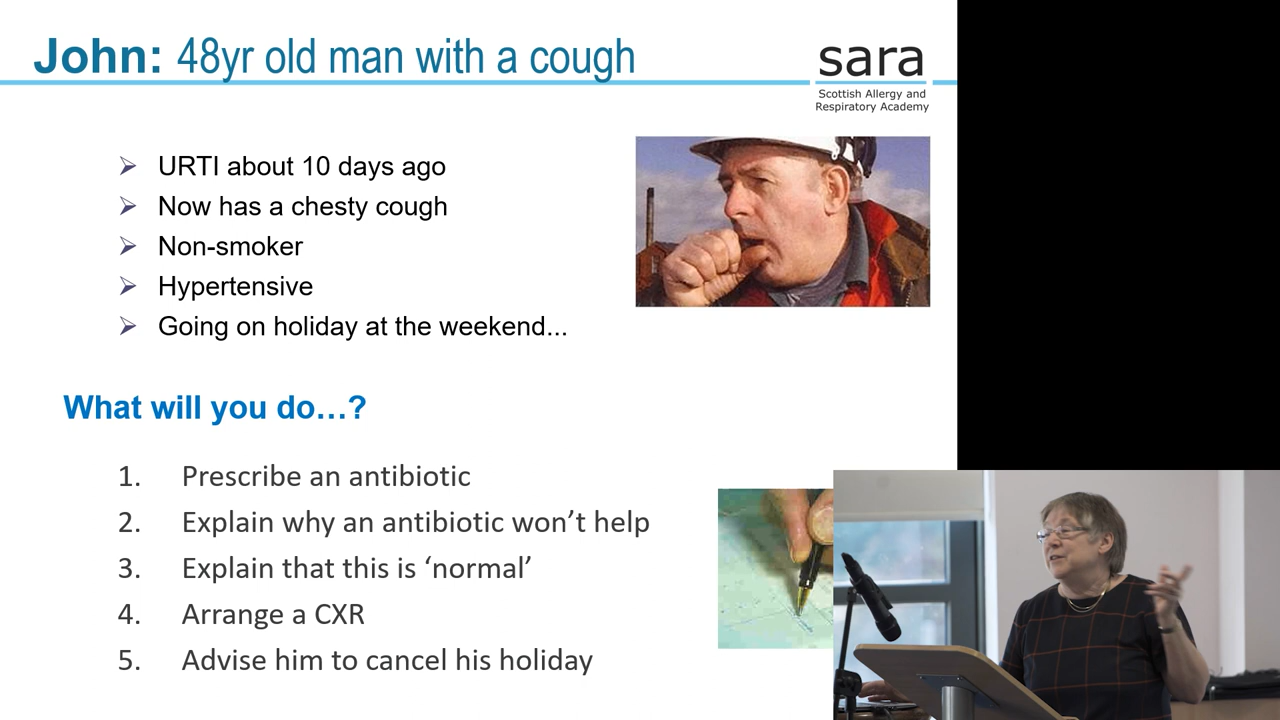 John: 48yr old man with a cough
sara
Scottish Allergy and
Respiratory Academy
URTI about 10 days ago
Now has a chesty cough
Non-smoker
Hypertensive
Going on holiday at the weekend...
What will you do…?
1. Prescribe an antibiotic
2. Explain why an antibiotic won’t help
3. Explain that this is ‘normal’
4. Arrange a CXR
5. Advise him to cancel his holiday